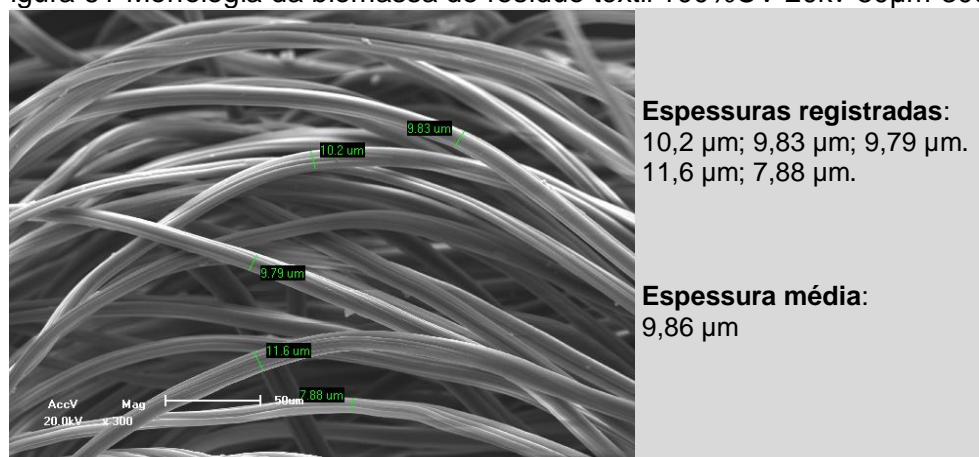 9.83 um
10.2 um
9.79 um
11.6 um
7.88 um
AccV Mag 50um
20.0kV x 300
Espessuras registradas:
10,2 µm; 9,83 µm; 9,79 µm.
11,6 µm; 7,88 µm.
Espessura média:
9,86 µm